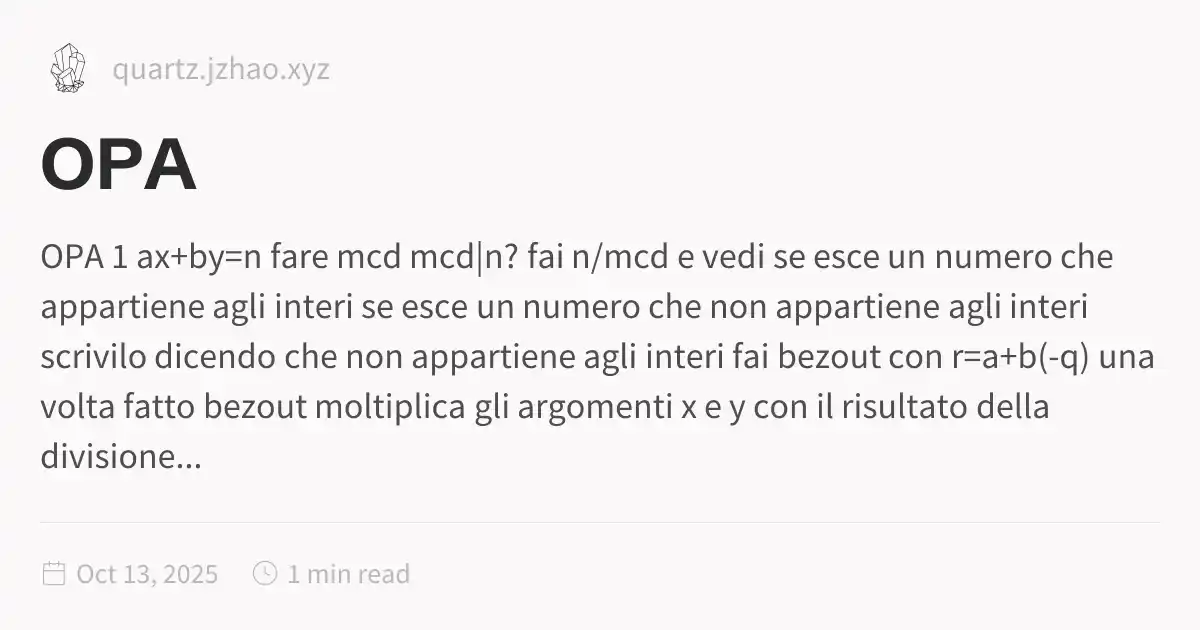 quartz.jzhao.xyz
OPA
OPA 1 ax+by=n fare mcd mcd|n? fai n/mcd e vedi se esce un numero che
appartiene agli interi se esce un numero che non appartiene agli interi
scrivilo dicendo che non appartiene agli interi fai bezout con r=a+b(-q) una
volta fatto bezout moltiplica gli argomenti x e y con il risultato della
divisione...
Oct 13, 2025 1 min read